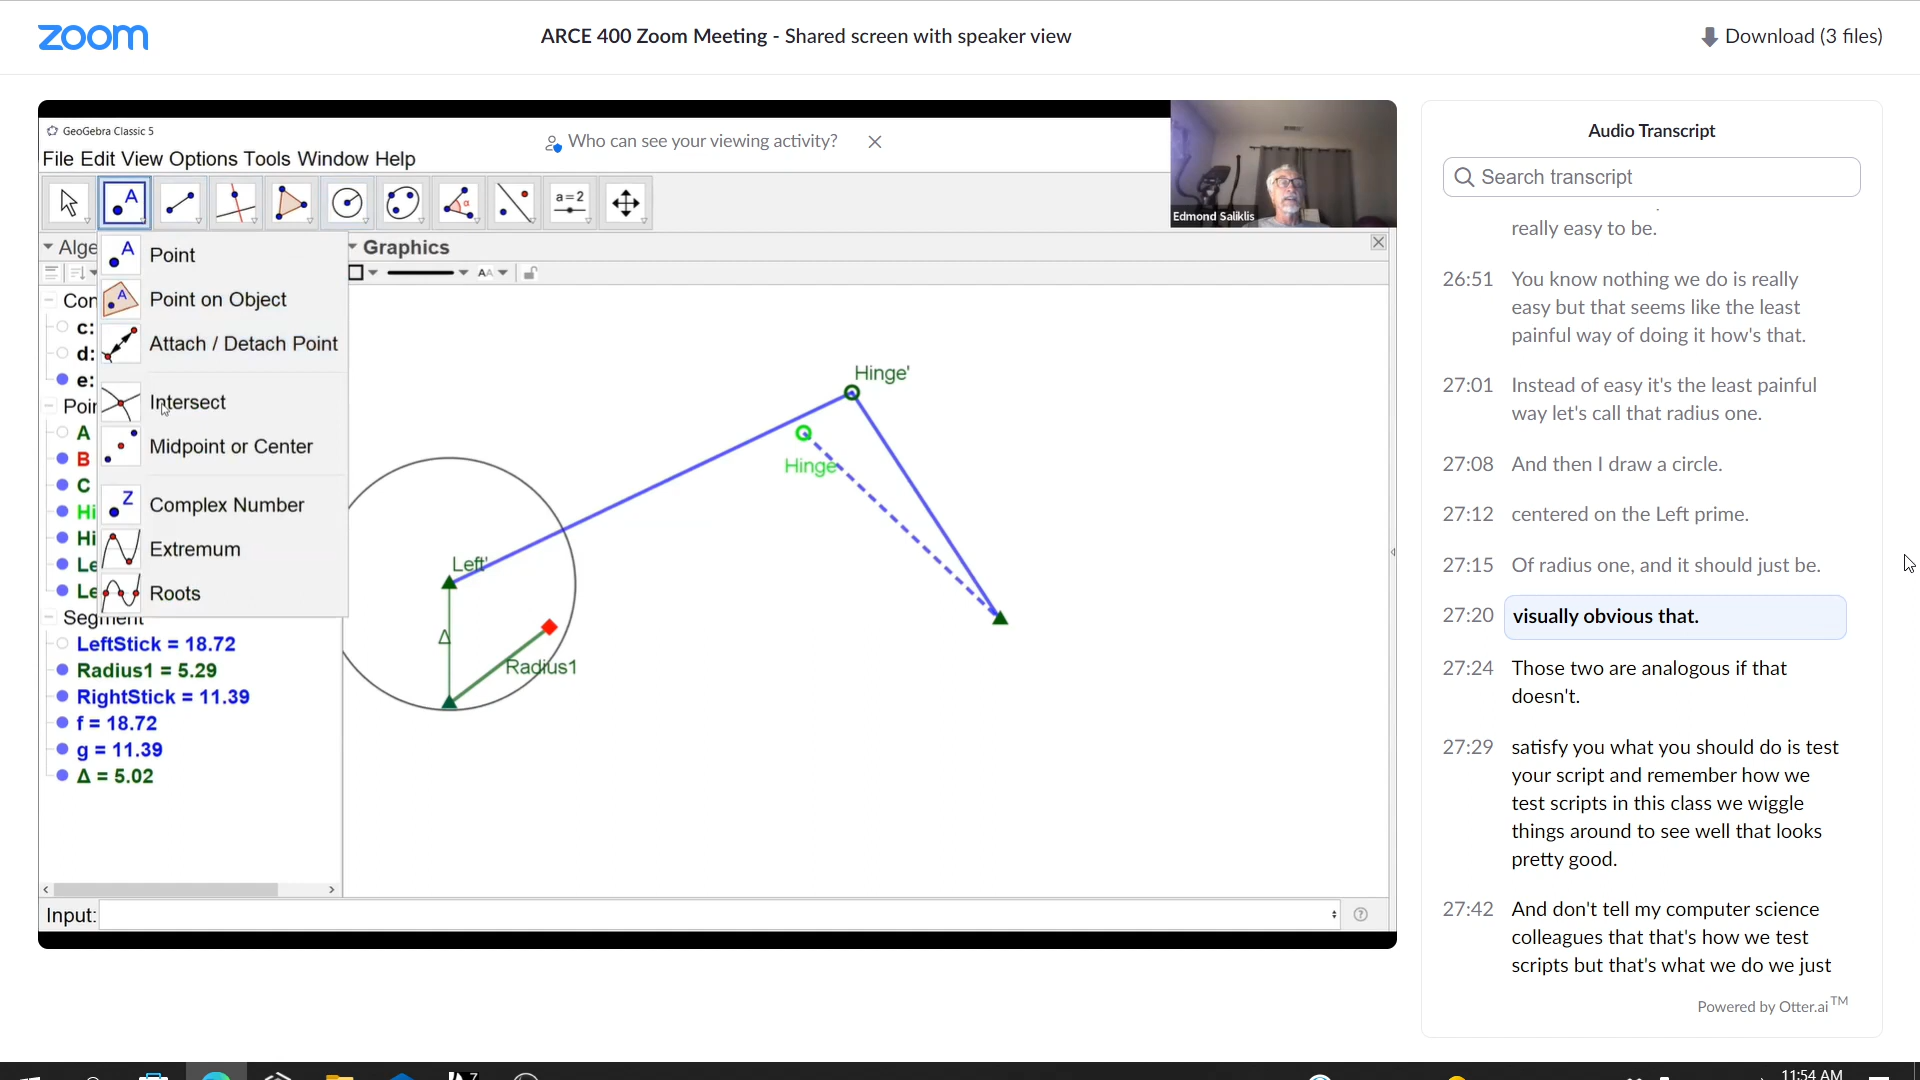 zoom
ARCE 400 Zoom Meeting - Shared screen with speaker view
Download (3 files)
GeoGebra Classic 5
Who can see your viewing activity?
File Edit View Options Tools Window Help
A
α
a=2
Edmond Saliklis
Alge
Graphics
AA
A Point
A Point on Object
Attach / Detach Point
Intersect
Midpoint or Center
Z Complex Number
Extremum
Roots
Con
c:
d:
e:
Poin
A
B
C
Hi
Hi
Le
Le
Segment
LeftStick = 18.72
Radius1 = 5.29
RightStick = 11.39
f = 18.72
g = 11.39
Δ = 5.02
Hinge'
Hinge
Left'
Δ
Radius1
Input:
Audio Transcript
Search transcript
really easy to be.
26:51 You know nothing we do is really
easy but that seems like the least
painful way of doing it how's that.
27:01 Instead of easy it's the least painful
way let's call that radius one.
27:08 And then I draw a circle.
27:12 centered on the Left prime.
27:15 Of radius one, and it should just be.
27:20 visually obvious that.
27:24 Those two are analogous if that
doesn't.
27:29 satisfy you what you should do is test
your script and remember how we
test scripts in this class we wiggle
things around to see well that looks
pretty good.
27:42 And don't tell my computer science
colleagues that that's how we test
scripts but that's what we do we just
Powered by Otter.ai TM
11:54 AM